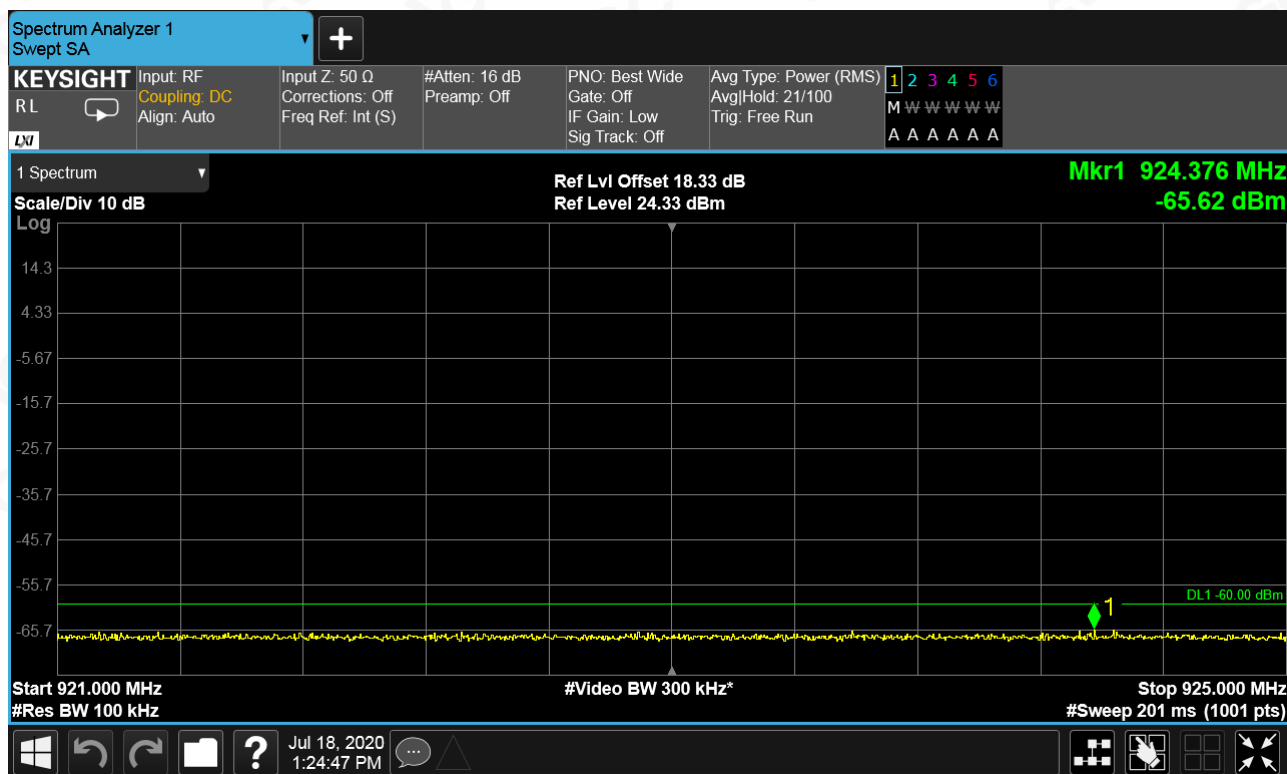 Spectrum Analyzer 1
Swept SA
KEYSIGHT
R L
LXI
Input: RF
Coupling: DC
Align: Auto
Input Z: 50 Ω
Corrections: Off
Freq Ref: Int (S)
#Atten: 16 dB
Preamp: Off
PNO: Best Wide
Gate: Off
IF Gain: Low
Sig Track: Off
Avg Type: Power (RMS)
Avg|Hold: 21/100
Trig: Free Run
1 2 3 4 5 6
M W W W W W
A A A A A A
1 Spectrum
Scale/Div 10 dB
Ref Lvl Offset 18.33 dB
Ref Level 24.33 dBm
Mkr1 924.376 MHz
-65.62 dBm
Log
14.3
4.33
-5.67
-15.7
-25.7
-35.7
-45.7
-55.7
DL1 -60.00 dBm
1
-65.7
Start 921.000 MHz
#Res BW 100 kHz
#Video BW 300 kHz*
Stop 925.000 MHz
#Sweep 201 ms (1001 pts)
?
Jul 18, 2020
1:24:47 PM